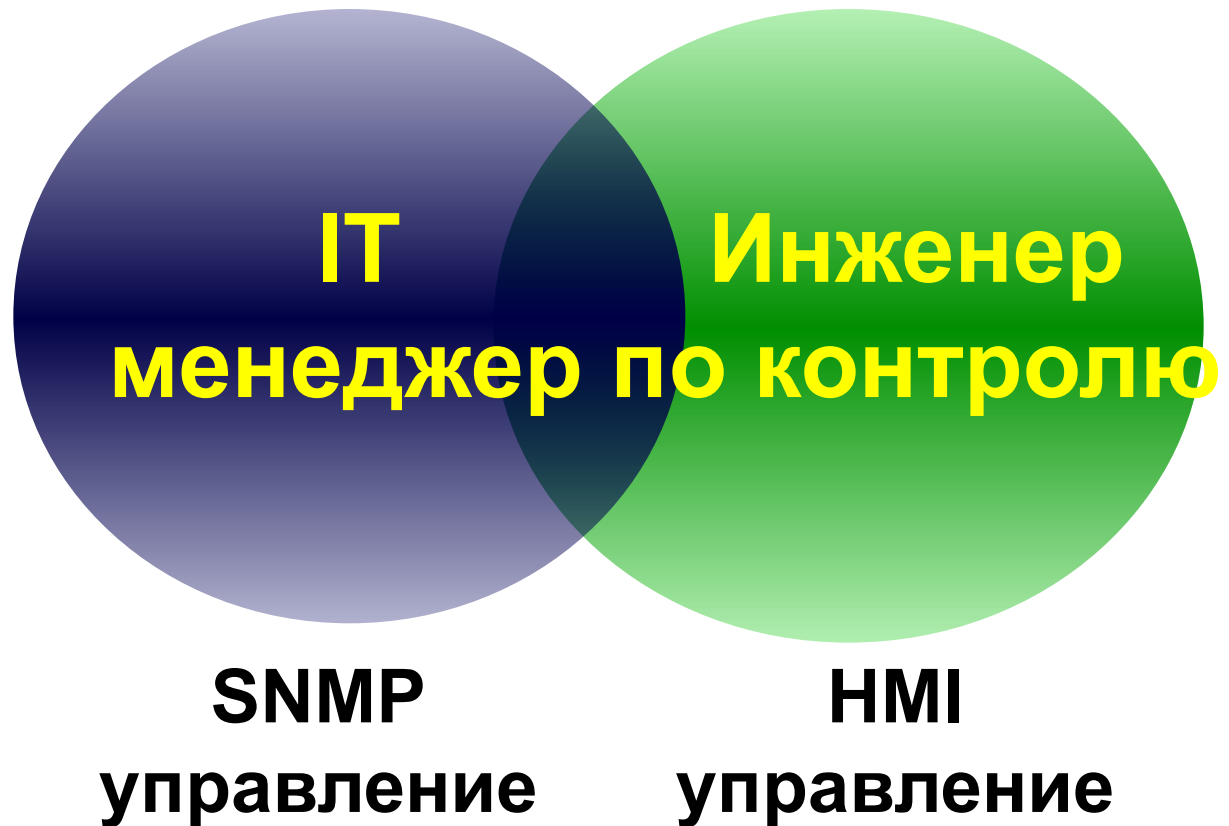 IT
менеджер
Инженер
по контролю
SNMP
управление
HMI
управление